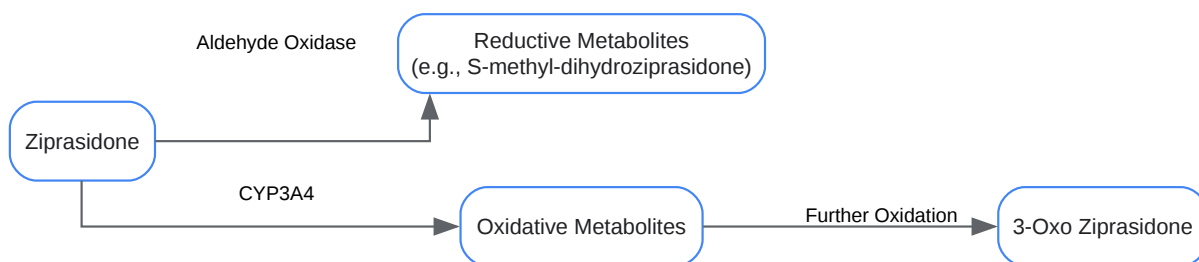 Aldehyde Oxidase
Reductive Metabolites
(e.g., S-methyl-dihydroziprasidone)
Ziprasidone
CYP3A4
Oxidative Metabolites
Further Oxidation
3-Oxo Ziprasidone